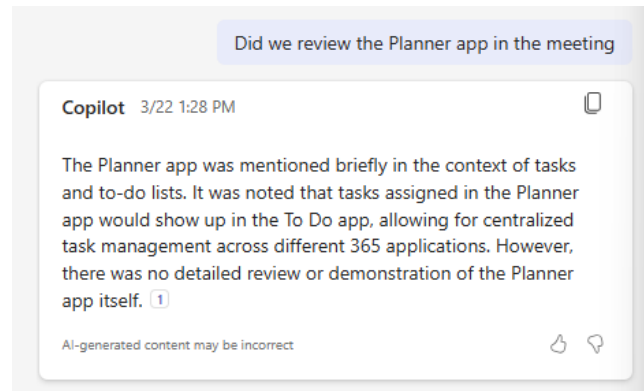 Did we review the Planner app in the meeting
Copilot 3/22 1:28 PM
The Planner app was mentioned briefly in the context of tasks
and to-do lists. It was noted that tasks assigned in the Planner
app would show up in the To Do app, allowing for centralized
task management across different 365 applications. However,
there was no detailed review or demonstration of the Planner
app itself. 1
AI-generated content may be incorrect